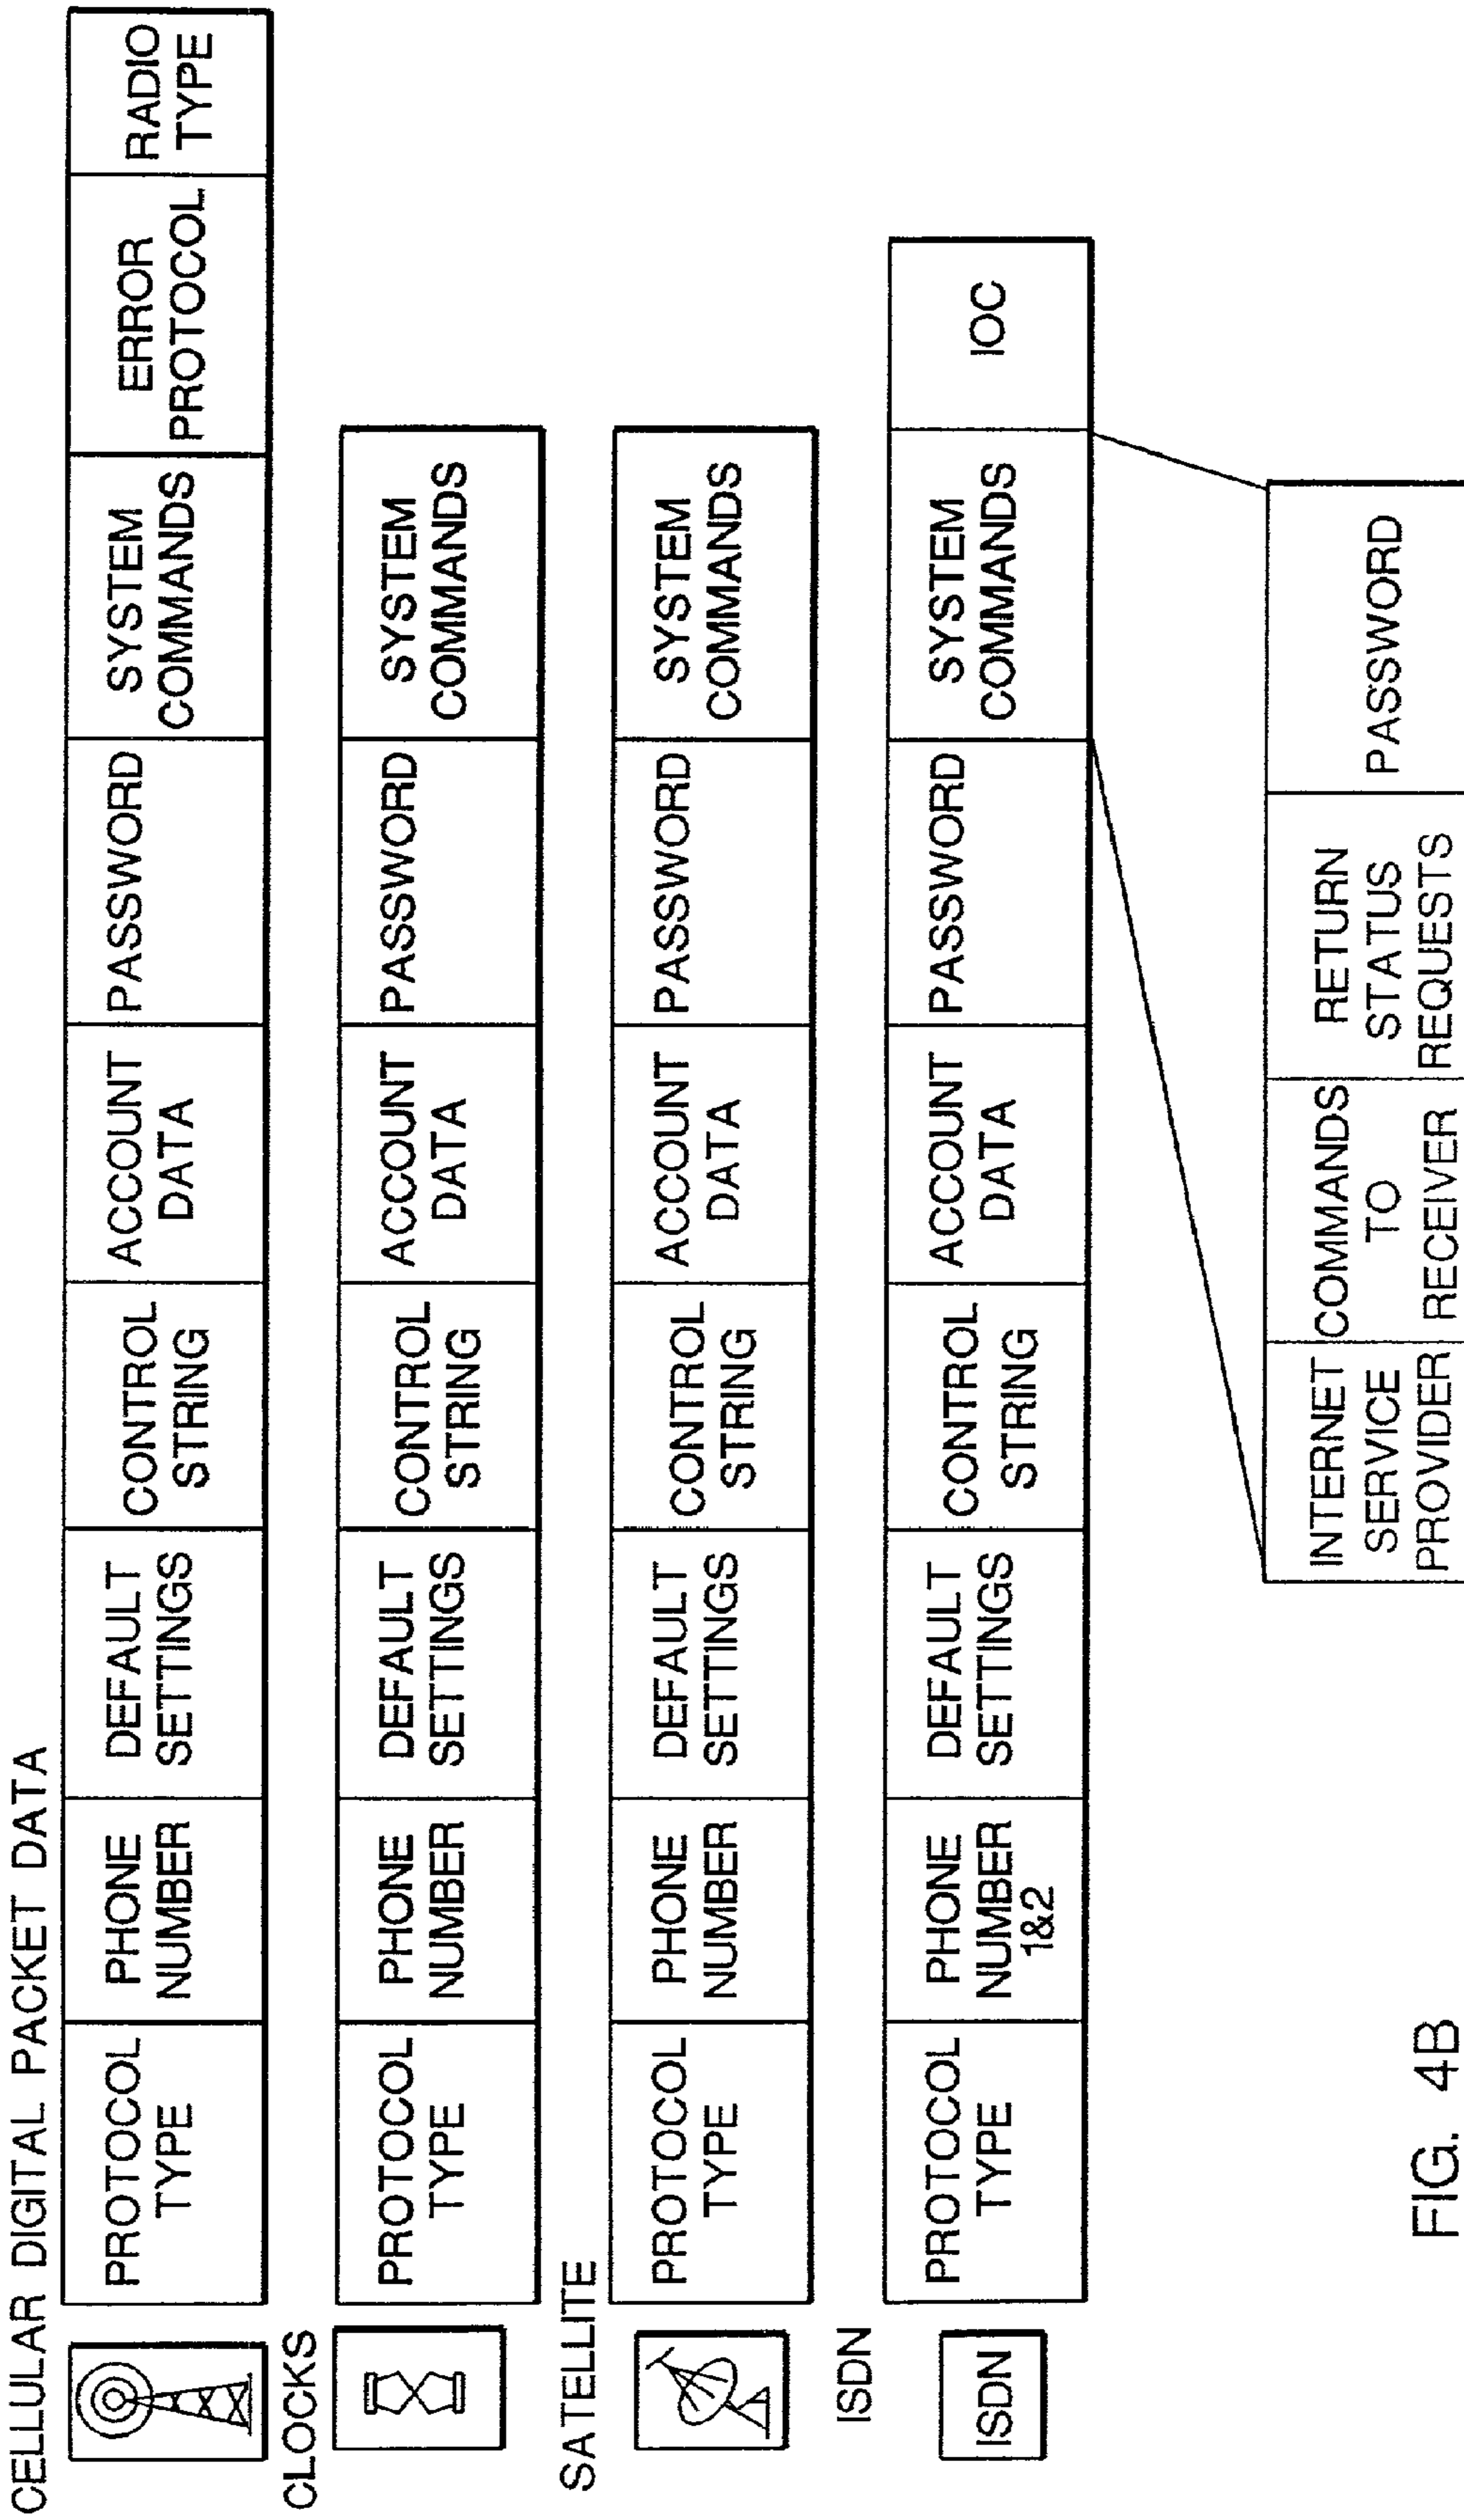 CELLULAR DIGITAL PACKET DATA
PROTOCOL
TYPE
PHONE
NUMBER
DEFAULT
SETTINGS
CONTROL
STRING
ACCOUNT
DATA
PASSWORD
SYSTEM
COMMANDS
ERROR
PROTOCOL
RADIO
TYPE
CLOCKS
PROTOCOL
TYPE
PHONE
NUMBER
DEFAULT
SETTINGS
CONTROL
STRING
ACCOUNT
DATA
PASSWORD
SYSTEM
COMMANDS
SATELLITE
PROTOCOL
TYPE
PHONE
NUMBER
DEFAULT
SETTINGS
CONTROL
STRING
ACCOUNT
DATA
PASSWORD
SYSTEM
COMMANDS
ISDN
ISDN
PROTOCOL
TYPE
PHONE
NUMBER
1&2
DEFAULT
SETTINGS
CONTROL
STRING
ACCOUNT
DATA
PASSWORD
SYSTEM
COMMANDS
IOC
INTERNET
SERVICE
PROVIDER
COMMANDS
TO
RECEIVER
RETURN
STATUS
REQUESTS
PASSWORD
FIG. 4B